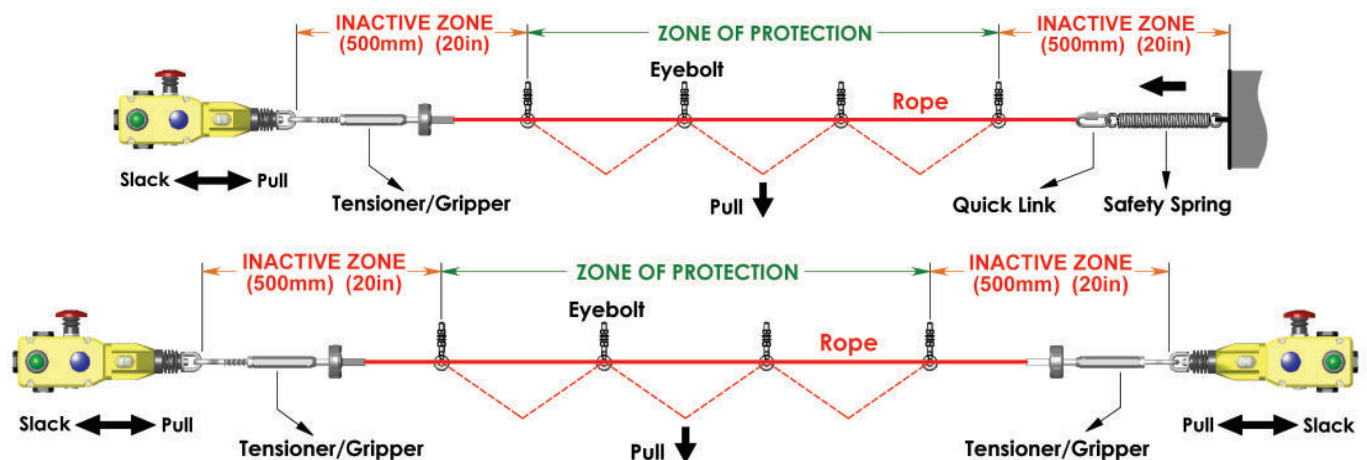 INACTIVE ZONE
(500mm) (20in)
ZONE OF PROTECTION
INACTIVE ZONE
(500mm) (20in)
Eyebolt
Rope
Slack
Pull
Tensioner/Gripper
Pull
Quick Link
Safety Spring
INACTIVE ZONE
(500mm) (20in)
ZONE OF PROTECTION
INACTIVE ZONE
(500mm) (20in)
Eyebolt
Rope
Slack
Pull
Tensioner/Gripper
Pull
Tensioner/Gripper
Pull
Slack